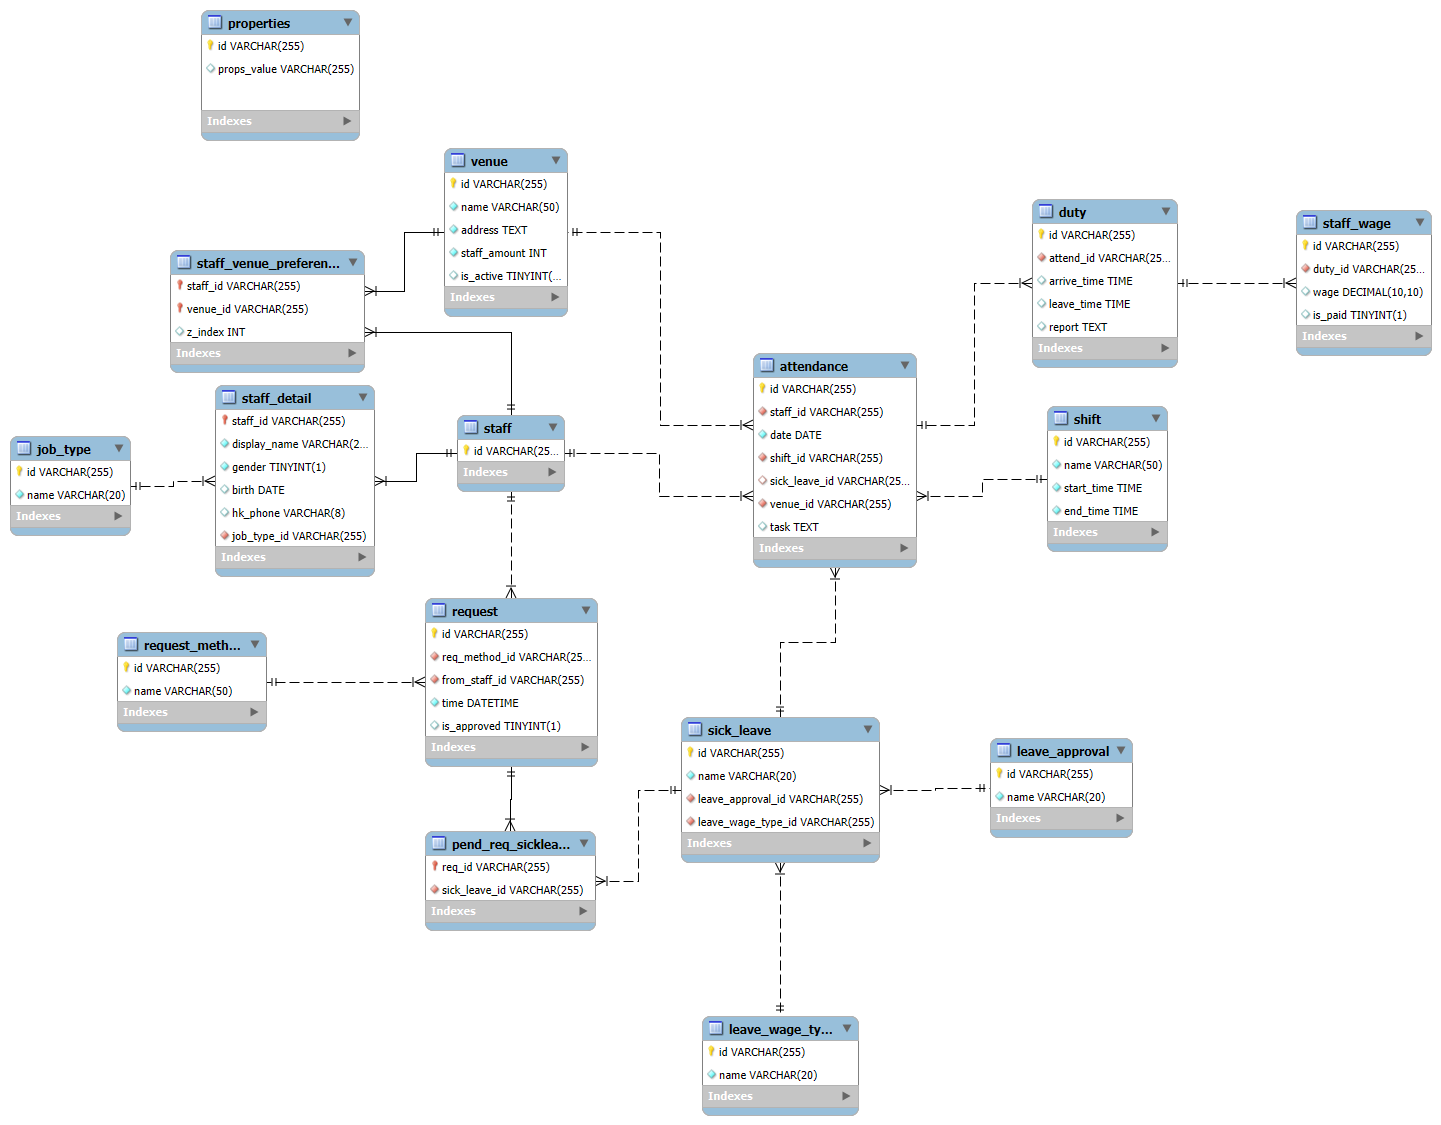 properties
id VARCHAR(255)
props_value VARCHAR(255)
Indexes
venue
id VARCHAR(255)
name VARCHAR(50)
address TEXT
staff_amount INT
is_active TINYINT(...
Indexes
staff_venue_preferen...
staff_id VARCHAR(255)
venue_id VARCHAR(255)
z_index INT
Indexes
staff_detail
staff_id VARCHAR(255)
display_name VARCHAR(2...
gender TINYINT(1)
birth DATE
hk_phone VARCHAR(8)
job_type_id VARCHAR(255)
Indexes
job_type
id VARCHAR(255)
name VARCHAR(20)
Indexes
staff
id VARCHAR(25...
Indexes
attendance
id VARCHAR(255)
staff_id VARCHAR(255)
date DATE
shift_id VARCHAR(255)
sick_leave_id VARCHAR(25...
venue_id VARCHAR(255)
task TEXT
Indexes
duty
id VARCHAR(255)
attend_id VARCHAR(25...
arrive_time TIME
leave_time TIME
report TEXT
Indexes
staff_wage
id VARCHAR(255)
duty_id VARCHAR(25...
wage DECIMAL(10,10)
is_paid TINYINT(1)
Indexes
shift
id VARCHAR(255)
name VARCHAR(50)
start_time TIME
end_time TIME
Indexes
request_meth...
id VARCHAR(255)
name VARCHAR(50)
Indexes
request
id VARCHAR(255)
req_method_id VARCHAR(25...
from_staff_id VARCHAR(255)
time DATETIME
is_approved TINYINT(1)
Indexes
pend_req_sicklea...
req_id VARCHAR(255)
sick_leave_id VARCHAR(255)
Indexes
sick_leave
id VARCHAR(255)
name VARCHAR(20)
leave_approval_id VARCHAR(255)
leave_wage_type_id VARCHAR(255)
Indexes
leave_approval
id VARCHAR(255)
name VARCHAR(20)
Indexes
leave_wage_ty...
id VARCHAR(255)
name VARCHAR(20)
Indexes